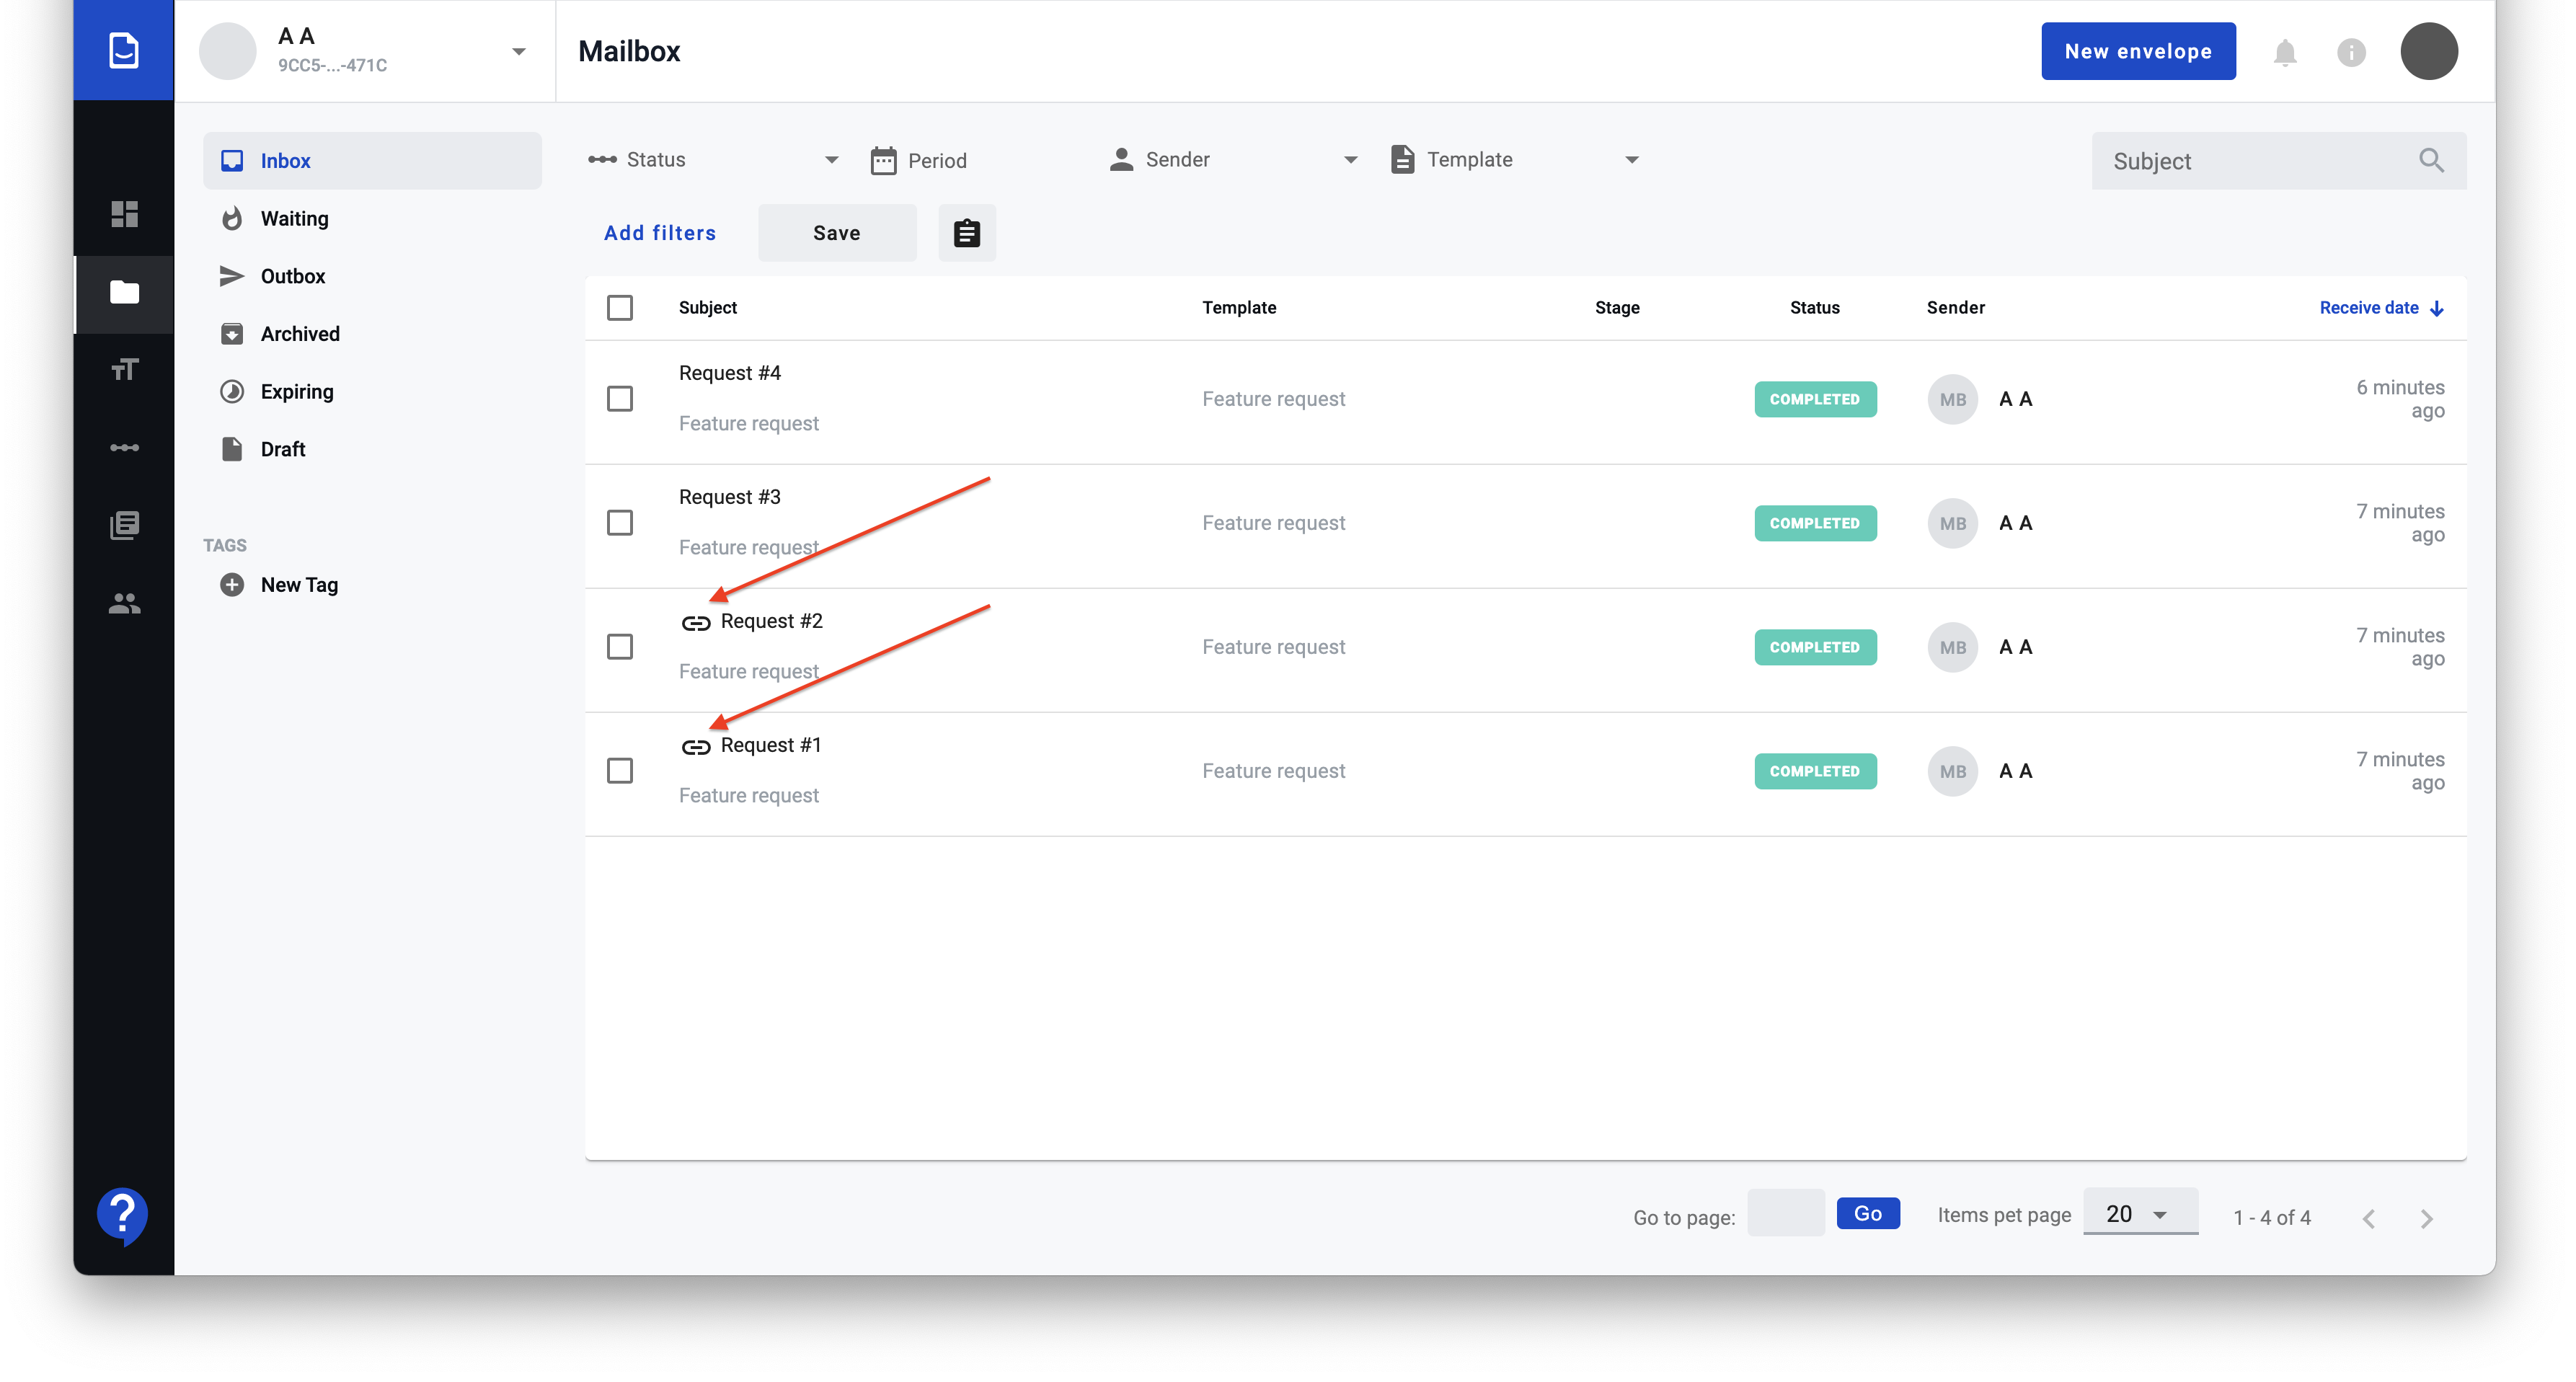 A A
9CC5-...-471C
Mailbox
New envelope
Inbox
Waiting
Outbox
Archived
Expiring
Draft
TAGS
New Tag
Status
Period
Sender
Template
Subject
Add filters
Save
Subject Template Stage Status Sender Receive date
Request #4
Feature request
Feature request
COMPLETED
MB
A A
6 minutes
ago
Request #3
Feature request
Feature request
COMPLETED
MB
A A
7 minutes
ago
Request #2
Feature request
Feature request
COMPLETED
MB
A A
7 minutes
ago
Request #1
Feature request
Feature request
COMPLETED
MB
A A
7 minutes
ago
Go to page:
Go
Items pet page
20
1 - 4 of 4